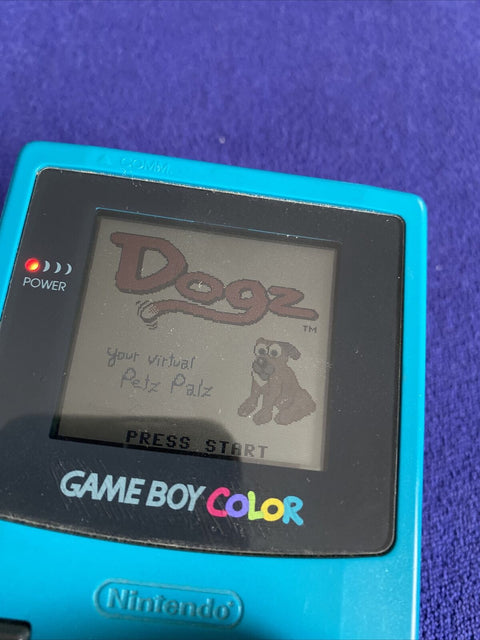 COMM.
POWER
Dogz
TM
your virtual
Petz Palz
PRESS START
GAME BOY COLOR
Nintendo